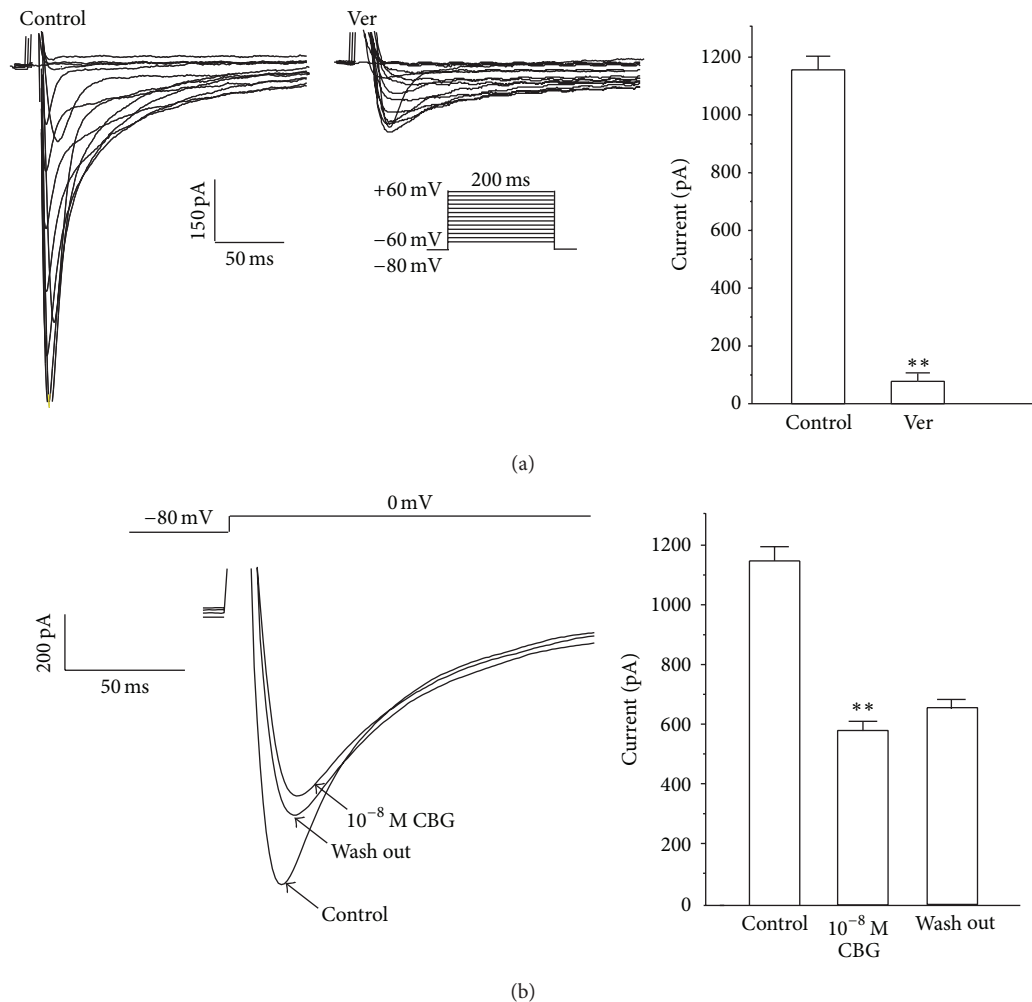 Control
Ver
150 pA
50 ms
200 ms
+60 mV
−60 mV
−80 mV
Current (pA)
1200
1000
800
600
400
200
0
**
Control
Ver
(a)
−80 mV
0 mV
200 pA
50 ms
10⁻⁸ M CBG
Wash out
Control
Current (pA)
1200
1000
800
600
400
200
0
**
Control
10⁻⁸ M
CBG
Wash out
(b)